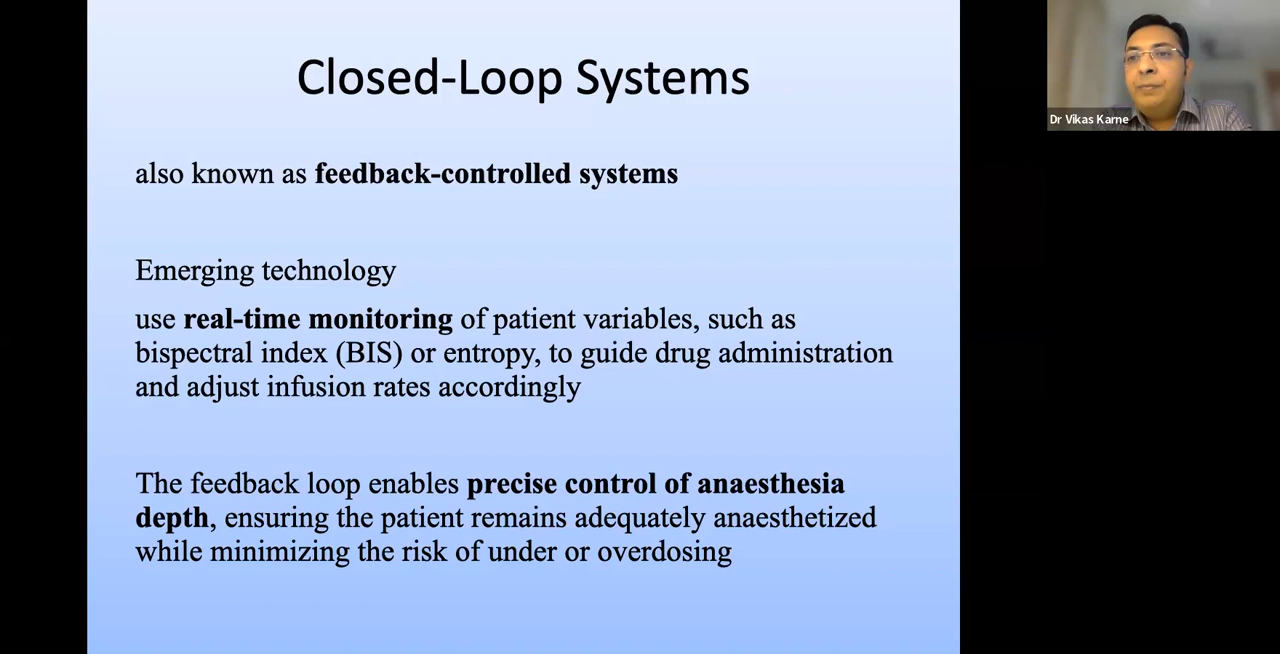 Closed-Loop Systems
Dr Vikas Karne
also known as feedback-controlled systems
Emerging technology
use real-time monitoring of patient variables, such as
bispectral index (BIS) or entropy, to guide drug administration
and adjust infusion rates accordingly
The feedback loop enables precise control of anaesthesia
depth, ensuring the patient remains adequately anaesthetized
while minimizing the risk of under or overdosing